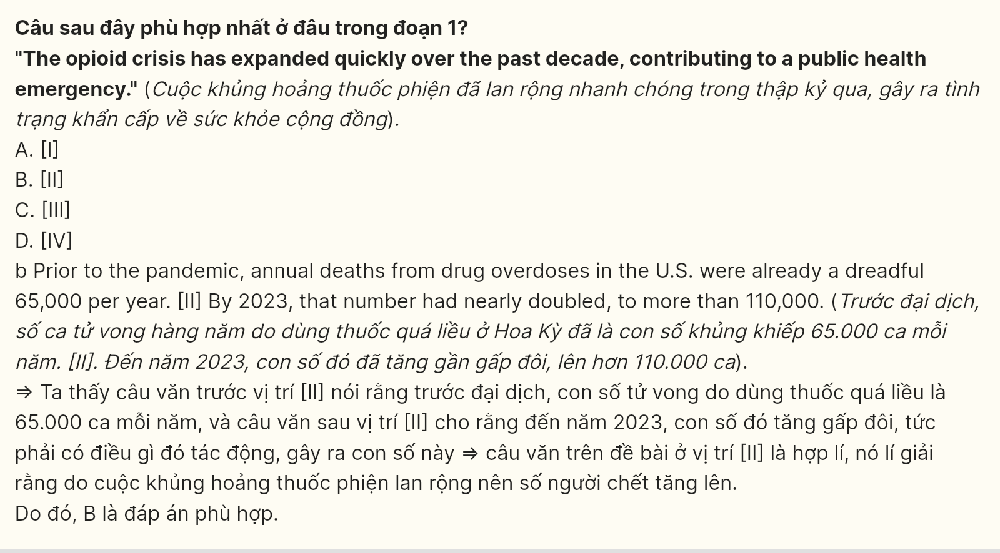 Câu sau đây phù hợp nhất ở đâu trong đoạn 1?
"The opioid crisis has expanded quickly over the past decade, contributing to a public health
emergency." (Cuộc khủng hoảng thuốc phiện đã lan rộng nhanh chóng trong thập kỷ qua, gây ra tình
trạng khẩn cấp về sức khỏe cộng đồng).
A. [I]
B. [II]
C. [III]
D. [IV]
b Prior to the pandemic, annual deaths from drug overdoses in the U.S. were already a dreadful
65,000 per year. [II] By 2023, that number had nearly doubled, to more than 110,000. (Trước đại dịch,
số ca tử vong hàng năm do dùng thuốc quá liều ở Hoa Kỳ đã là con số khủng khiếp 65.000 ca mỗi
năm. [II]. Đến năm 2023, con số đó đã tăng gần gấp đôi, lên hơn 110.000 ca).
⇒ Ta thấy câu văn trước vị trí [II] nói rằng trước đại dịch, con số tử vong do dùng thuốc quá liều là
65.000 ca mỗi năm, và câu văn sau vị trí [II] cho rằng đến năm 2023, con số đó tăng gấp đôi, tức
phải có điều gì đó tác động, gây ra con số này ⇒ câu văn trên đề bài ở vị trí [II] là hợp lí, nó lí giải
rằng do cuộc khủng hoảng thuốc phiện lan rộng nên số người chết tăng lên.
Do đó, B là đáp án phù hợp.